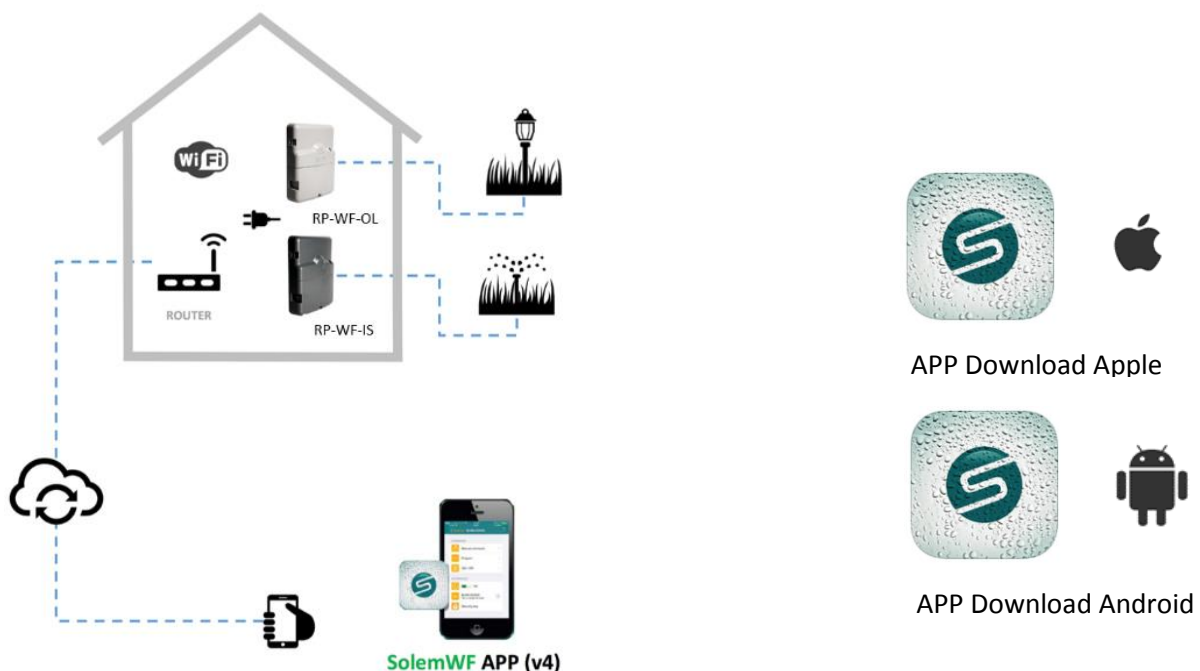 WiFi
RP-WF-OL
ROUTER
RP-WF-IS
SolemWF APP (v4)
APP Download Apple
APP Download Android